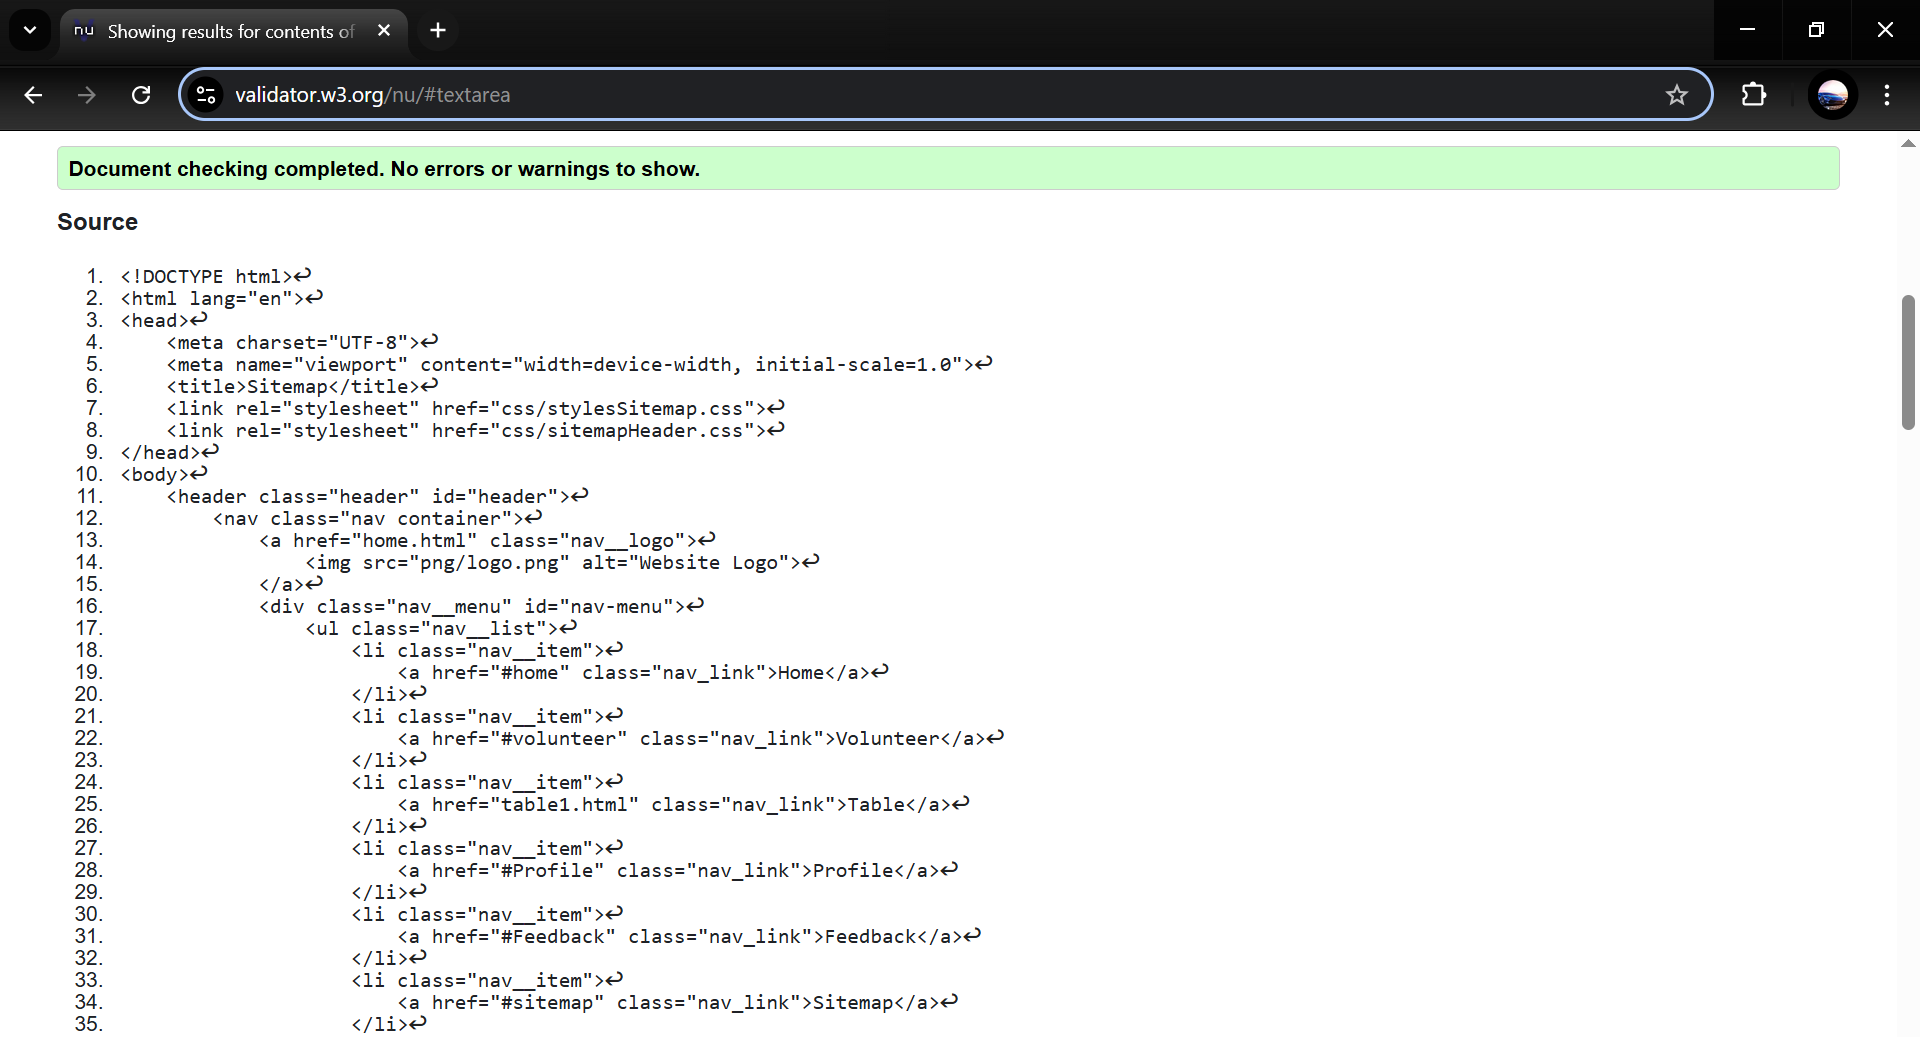 nu Showing results for contents of
validator.w3.org/nu/#textarea
Document checking completed. No errors or warnings to show.
Source
1. <!DOCTYPE html>↩
2. <html lang="en">↩
3. <head>↩
4.     <meta charset="UTF-8">↩
5.     <meta name="viewport" content="width=device-width, initial-scale=1.0">↩
6.     <title>Sitemap</title>↩
7.     <link rel="stylesheet" href="css/stylesSitemap.css">↩
8.     <link rel="stylesheet" href="css/sitemapHeader.css">↩
9. </head>↩
10. <body>↩
11.     <header class="header" id="header">↩
12.         <nav class="nav container">↩
13.             <a href="home.html" class="nav__logo">↩
14.                 <img src="png/logo.png" alt="Website Logo">↩
15.             </a>↩
16.             <div class="nav__menu" id="nav-menu">↩
17.                 <ul class="nav__list">↩
18.                     <li class="nav__item">↩
19.                         <a href="#home" class="nav_link">Home</a>↩
20.                     </li>↩
21.                     <li class="nav__item">↩
22.                         <a href="#volunteer" class="nav_link">Volunteer</a>↩
23.                     </li>↩
24.                     <li class="nav__item">↩
25.                         <a href="table1.html" class="nav_link">Table</a>↩
26.                     </li>↩
27.                     <li class="nav__item">↩
28.                         <a href="#Profile" class="nav_link">Profile</a>↩
29.                     </li>↩
30.                     <li class="nav__item">↩
31.                         <a href="#Feedback" class="nav_link">Feedback</a>↩
32.                     </li>↩
33.                     <li class="nav__item">↩
34.                         <a href="#sitemap" class="nav_link">Sitemap</a>↩
35.                     </li>↩